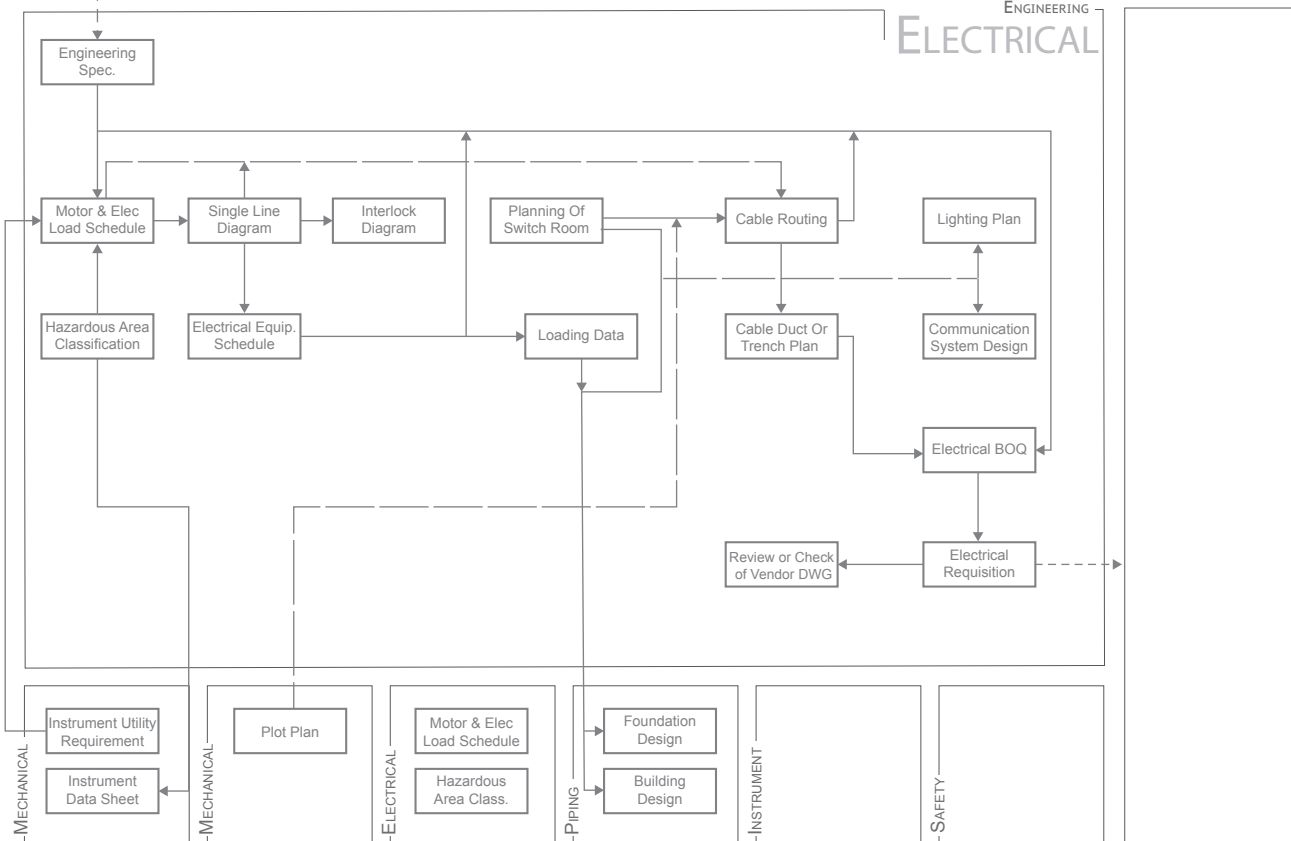 ENGINEERING
ELECTRICAL
Engineering
Spec.
Motor & Elec
Load Schedule
Single Line
Diagram
Interlock
Diagram
Planning Of
Switch Room
Cable Routing
Lighting Plan
Hazardous Area
Classification
Electrical Equip.
Schedule
Loading Data
Cable Duct Or
Trench Plan
Communication
System Design
Electrical BOQ
Review or Check
of Vendor DWG
Electrical
Requisition
MECHANICAL
Instrument Utility
Requirement
Instrument
Data Sheet
MECHANICAL
Plot Plan
ELECTRICAL
Motor & Elec
Load Schedule
Hazardous
Area Class.
PIPING
Foundation
Design
Building
Design
INSTRUMENT
SAFETY